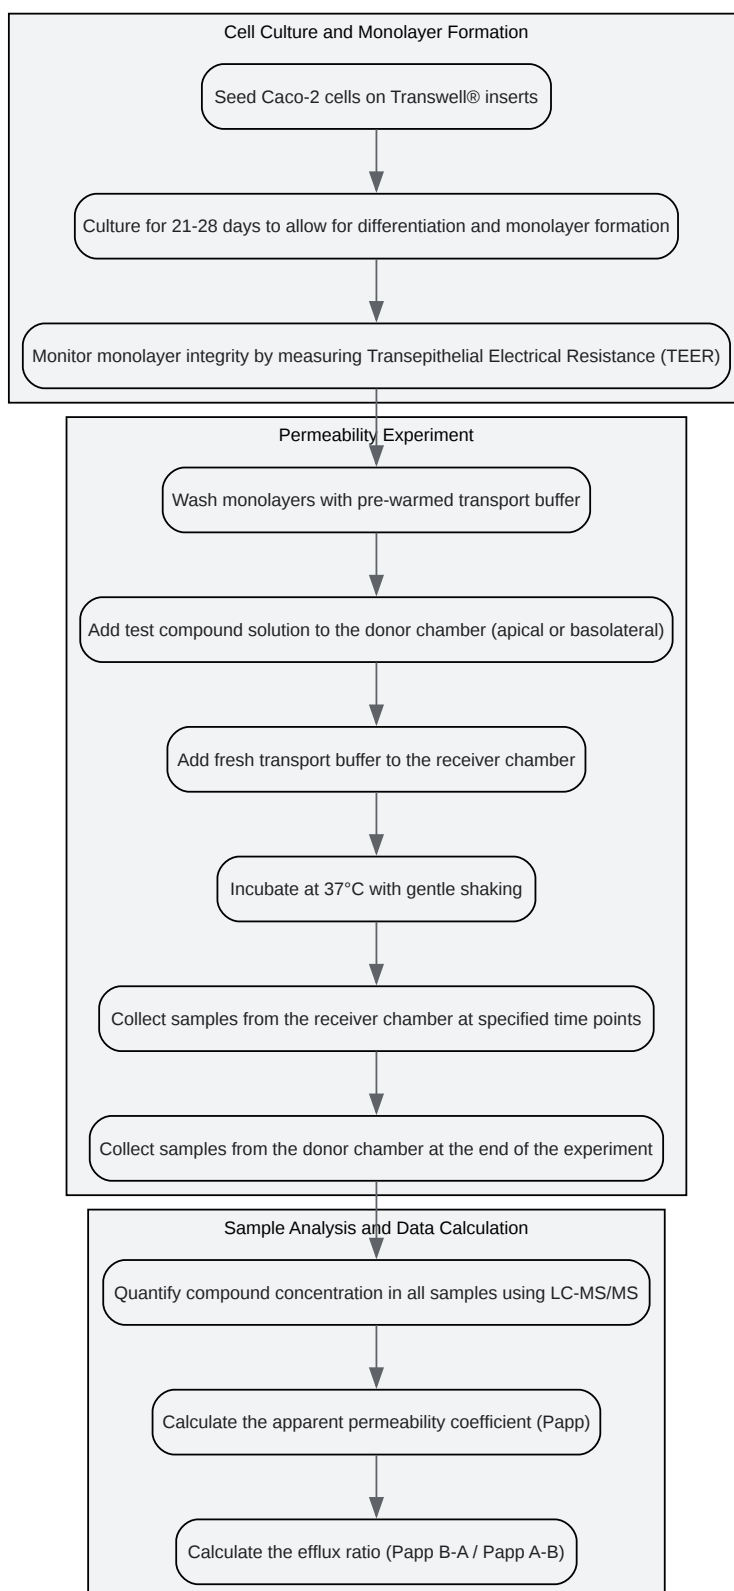 Cell Culture and Monolayer Formation
Seed Caco-2 cells on Transwell® inserts
Culture for 21-28 days to allow for differentiation and monolayer formation
Monitor monolayer integrity by measuring Transepithelial Electrical Resistance (TEER)
Permeability Experiment
Wash monolayers with pre-warmed transport buffer
Add test compound solution to the donor chamber (apical or basolateral)
Add fresh transport buffer to the receiver chamber
Incubate at 37°C with gentle shaking
Collect samples from the receiver chamber at specified time points
Collect samples from the donor chamber at the end of the experiment
Sample Analysis and Data Calculation
Quantify compound concentration in all samples using LC-MS/MS
Calculate the apparent permeability coefficient (Papp)
Calculate the efflux ratio (Papp B-A / Papp A-B)